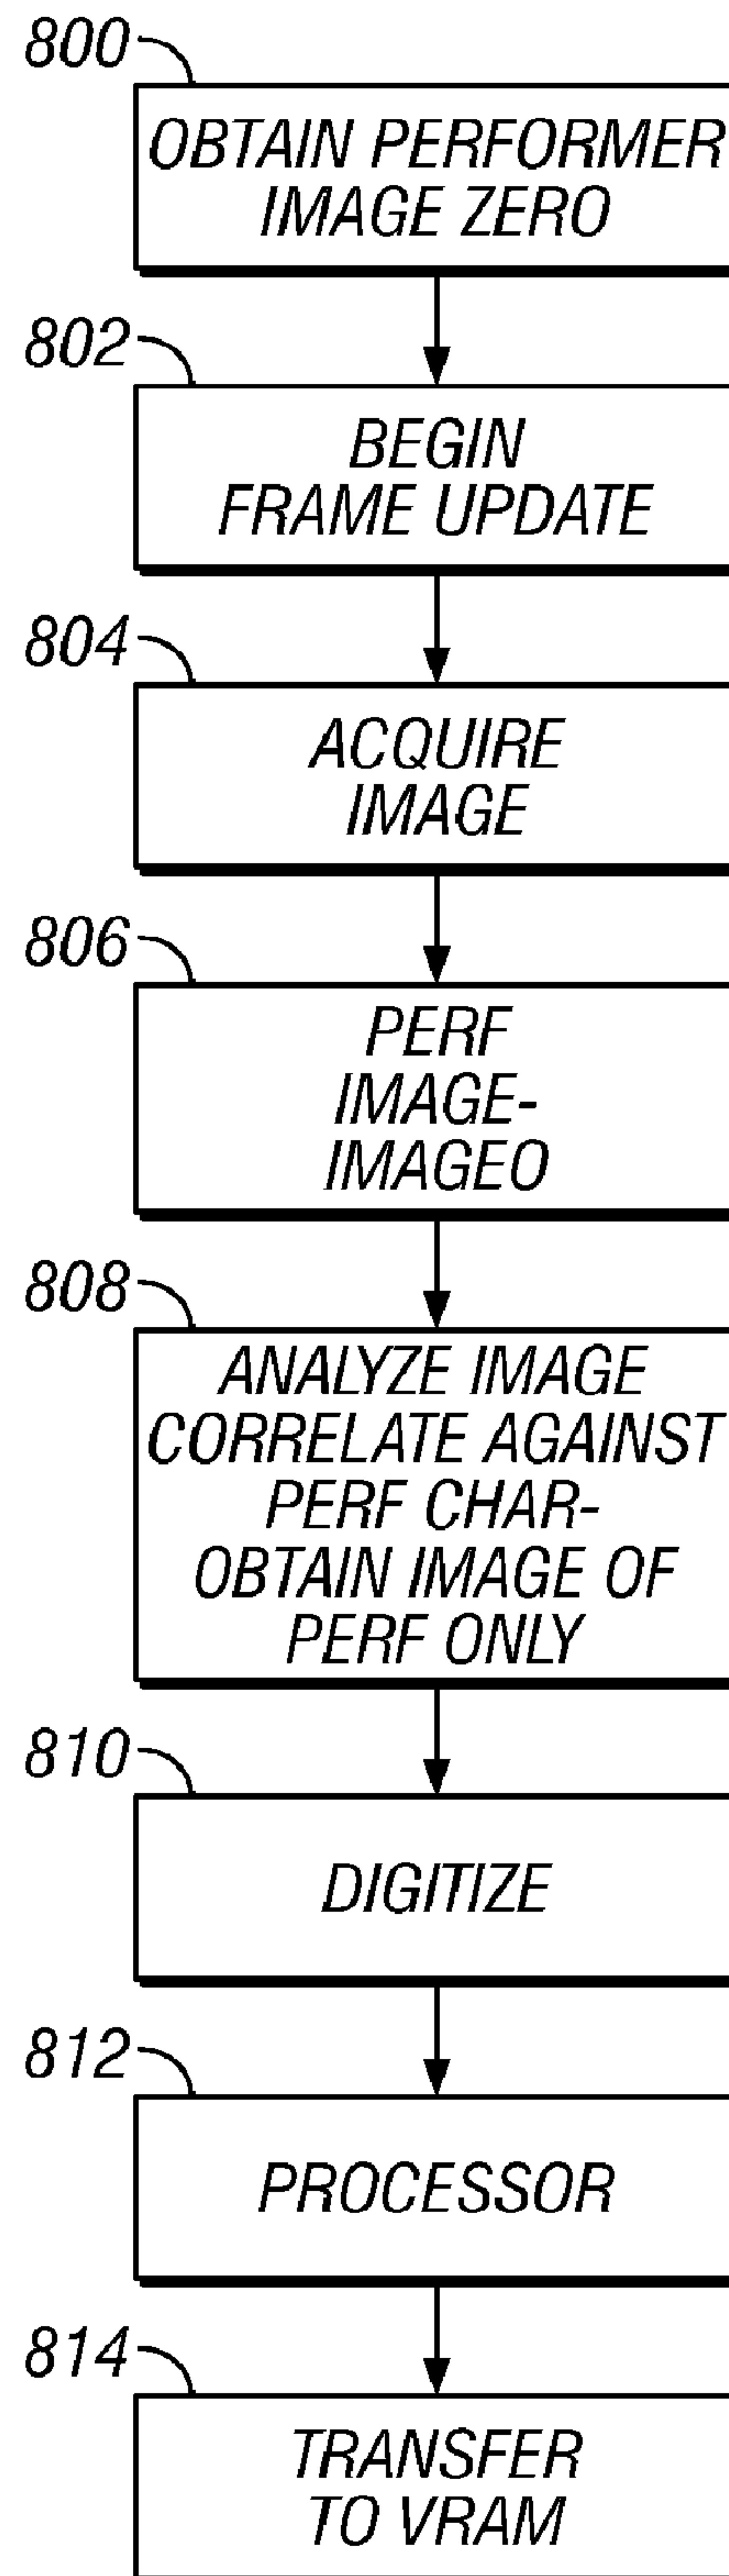 800
OBTAIN PERFORMER
IMAGE ZERO
802
BEGIN
FRAME UPDATE
804
ACQUIRE
IMAGE
806
PERF
IMAGE-
IMAGEO
808
ANALYZE IMAGE
CORRELATE AGAINST
PERF CHAR-
OBTAIN IMAGE OF
PERF ONLY
810
DIGITIZE
812
PROCESSOR
814
TRANSFER
TO VRAM